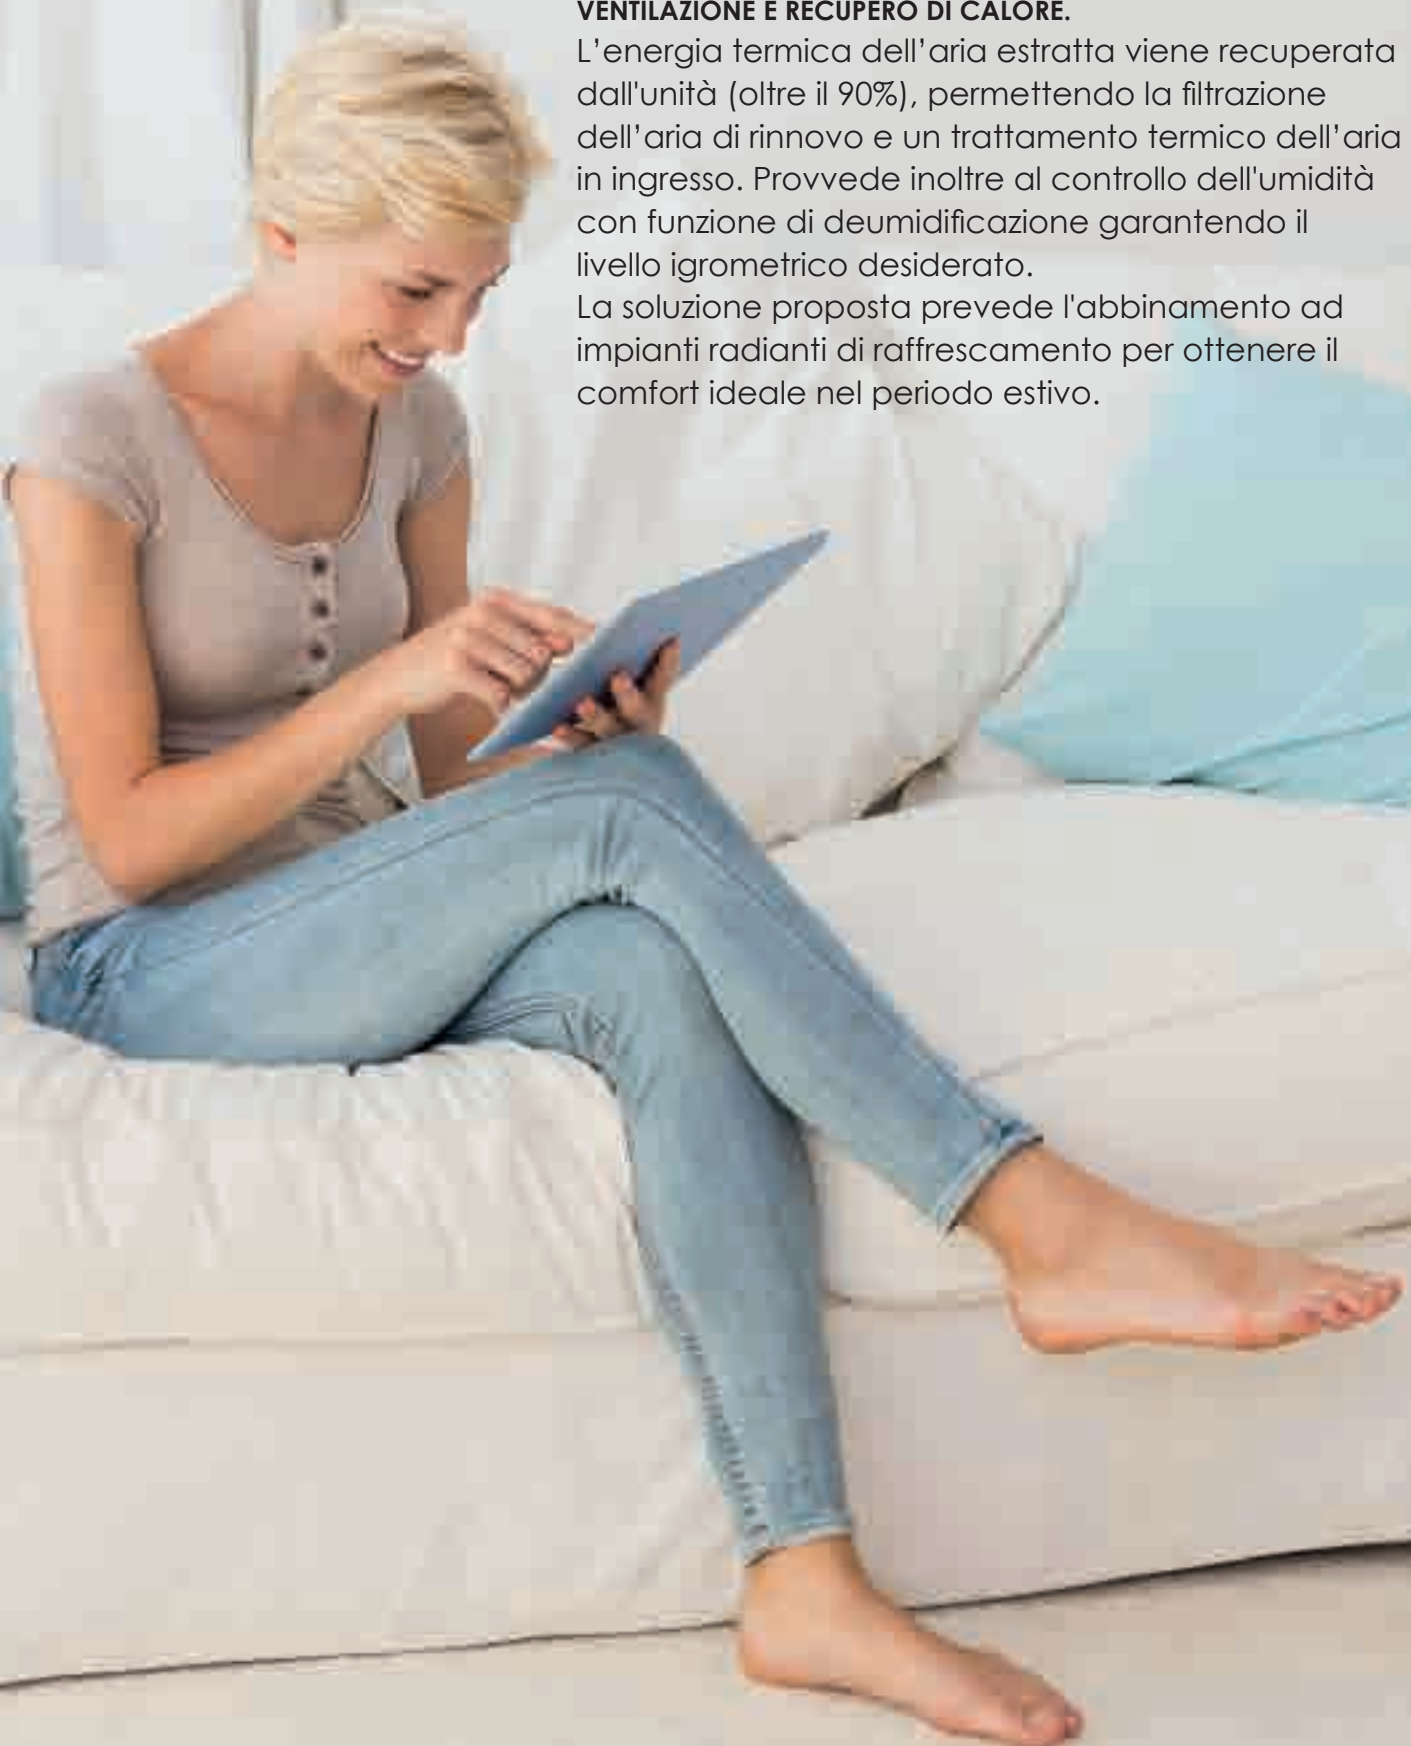 VENTILAZIONE E RECUPERO DI CALORE.
L’energia termica dell’aria estratta viene recuperata
dall'unità (oltre il 90%), permettendo la filtrazione
dell’aria di rinnovo e un trattamento termico dell’aria
in ingresso. Provvede inoltre al controllo dell'umidità
con funzione di deumidificazione garantendo il
livello igrometrico desiderato.
La soluzione proposta prevede l'abbinamento ad
impianti radianti di raffrescamento per ottenere il
comfort ideale nel periodo estivo.